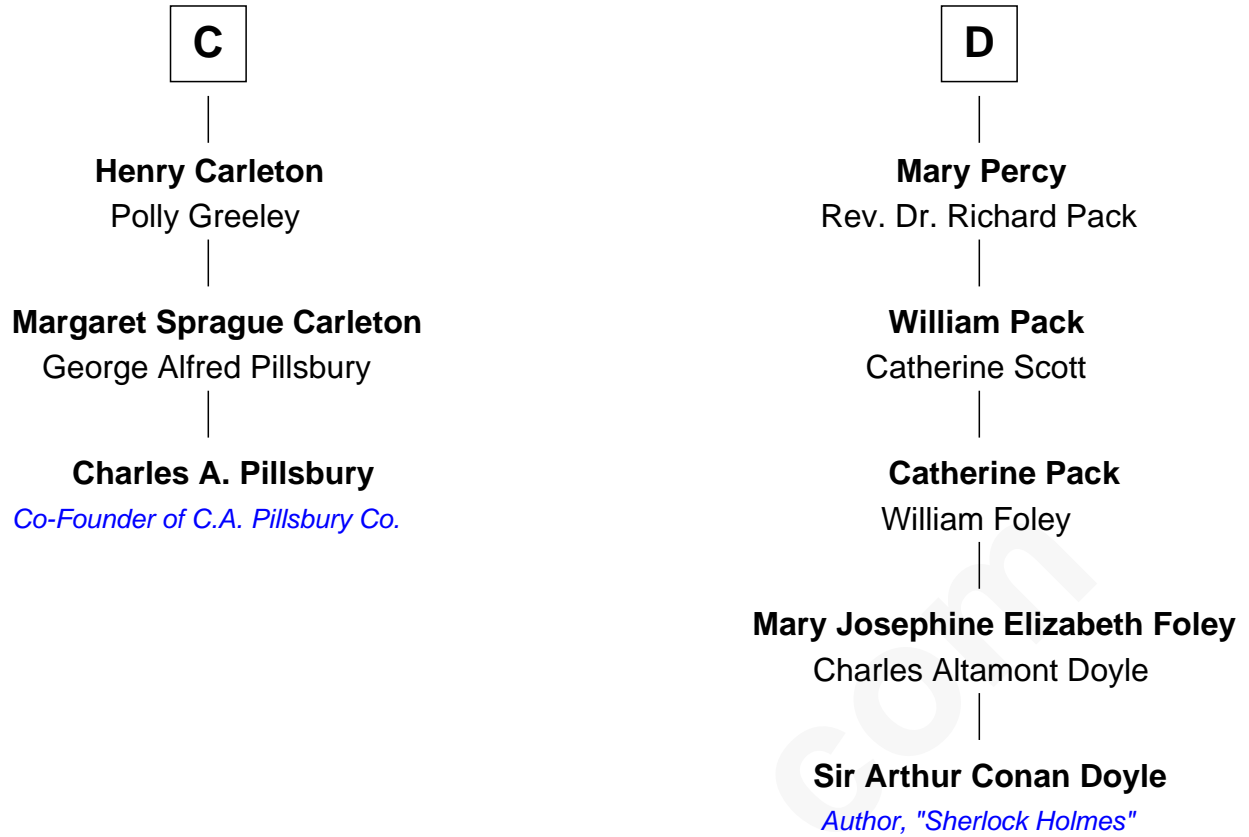 C
Henry Carleton
Polly Greeley
Margaret Sprague Carleton
George Alfred Pillsbury
Charles A. Pillsbury
Co-Founder of C.A. Pillsbury Co.
D
Mary Percy
Rev. Dr. Richard Pack
William Pack
Catherine Scott
Catherine Pack
William Foley
Mary Josephine Elizabeth Foley
Charles Altamont Doyle
Sir Arthur Conan Doyle
Author, "Sherlock Holmes"
com